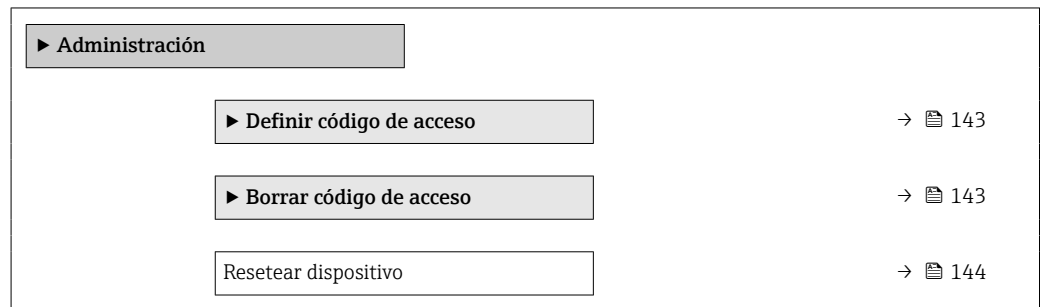 ▶ Administración
▶ Definir código de acceso → 143
▶ Borrar código de acceso → 143
Resetear dispositivo → 144